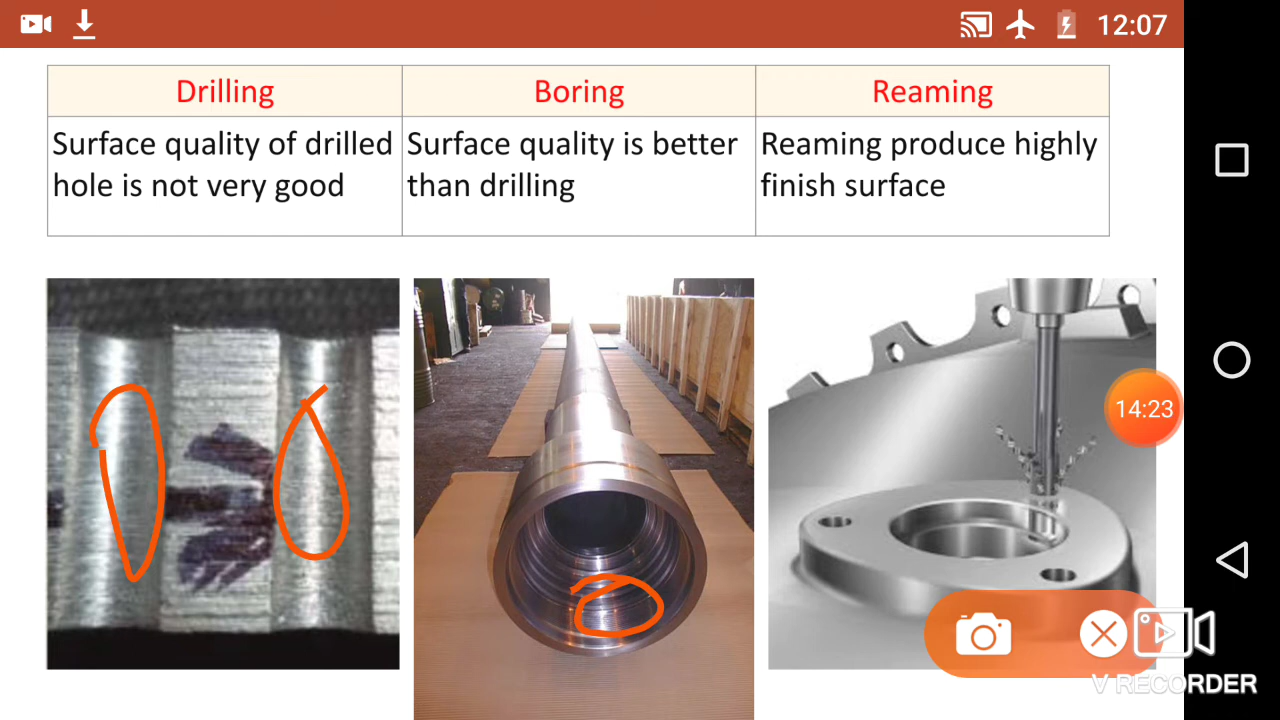 12:07
Drilling
Boring
Reaming
Surface quality of drilled
hole is not very good
Surface quality is better
than drilling
Reaming produce highly
finish surface
14:23
V RECORDER